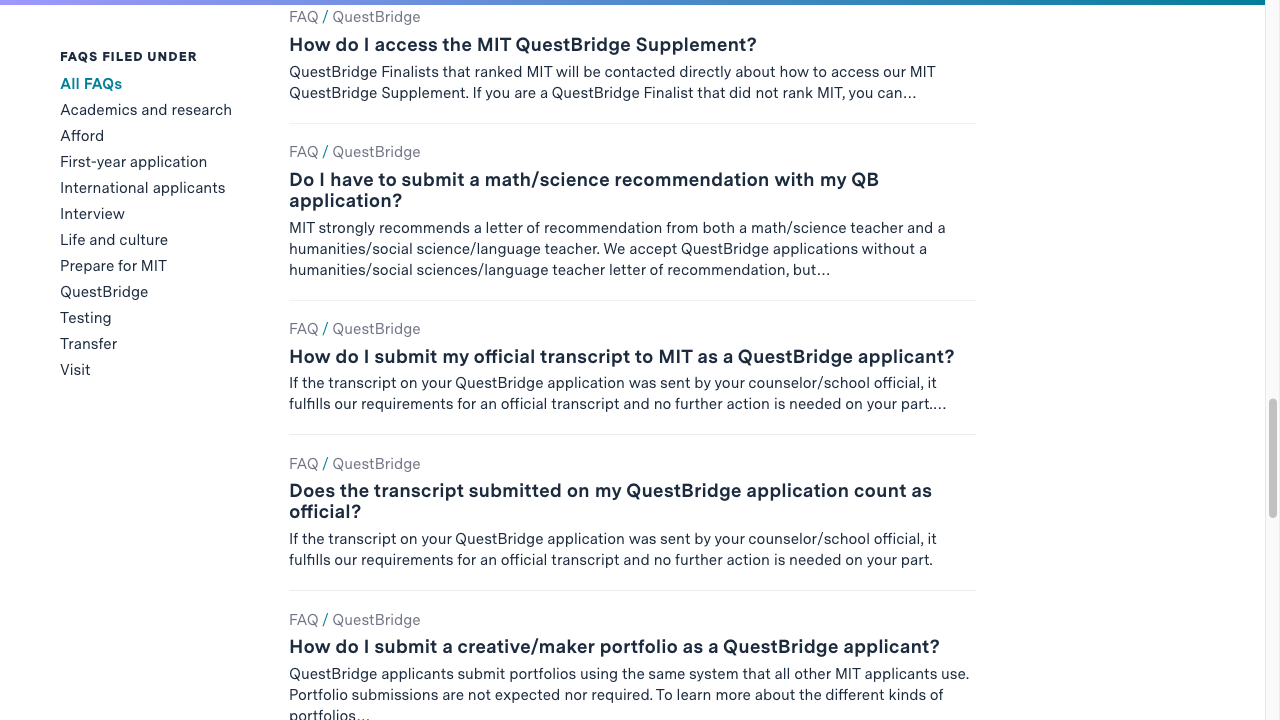 FAQ / QuestBridge
How do I access the MIT QuestBridge Supplement?
QuestBridge Finalists that ranked MIT will be contacted directly about how to access our MIT
QuestBridge Supplement. If you are a QuestBridge Finalist that did not rank MIT, you can…
FAQS FILED UNDER
All FAQs
Academics and research
Afford
First-year application
International applicants
Interview
Life and culture
Prepare for MIT
QuestBridge
Testing
Transfer
Visit
FAQ / QuestBridge
Do I have to submit a math/science recommendation with my QB
application?
MIT strongly recommends a letter of recommendation from both a math/science teacher and a
humanities/social science/language teacher. We accept QuestBridge applications without a
humanities/social sciences/language teacher letter of recommendation, but…
FAQ / QuestBridge
How do I submit my official transcript to MIT as a QuestBridge applicant?
If the transcript on your QuestBridge application was sent by your counselor/school official, it
fulfills our requirements for an official transcript and no further action is needed on your part.…
FAQ / QuestBridge
Does the transcript submitted on my QuestBridge application count as
official?
If the transcript on your QuestBridge application was sent by your counselor/school official, it
fulfills our requirements for an official transcript and no further action is needed on your part.
FAQ / QuestBridge
How do I submit a creative/maker portfolio as a QuestBridge applicant?
QuestBridge applicants submit portfolios using the same system that all other MIT applicants use.
Portfolio submissions are not expected nor required. To learn more about the different kinds of
portfolios…